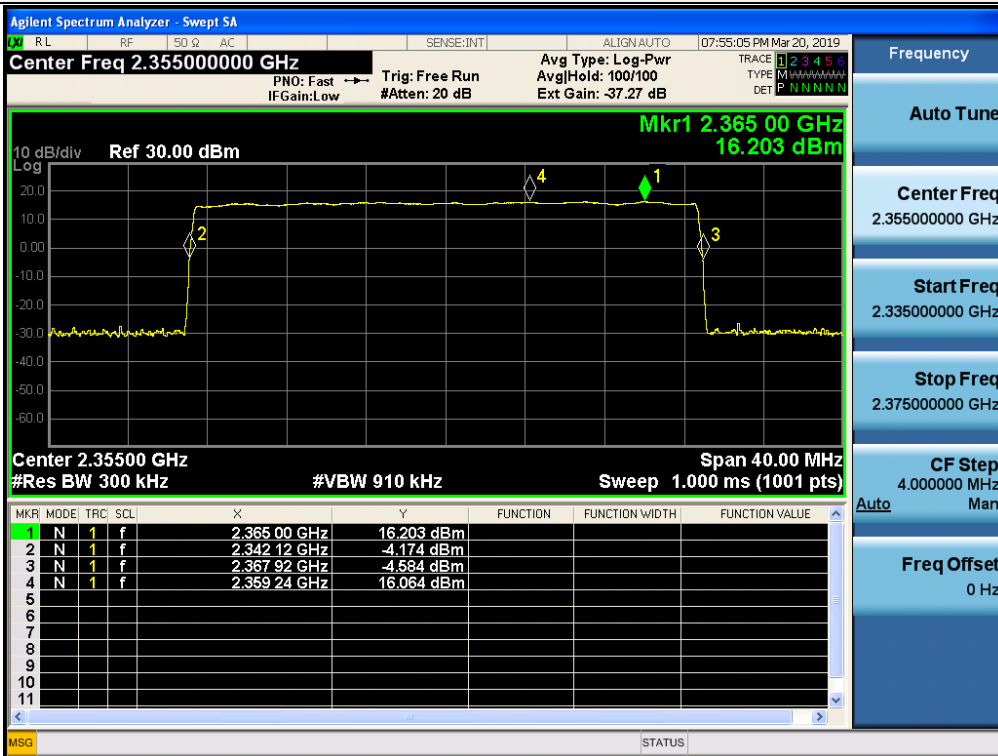 Agilent Spectrum Analyzer - Swept SA
LXI RL RF 50 Ω AC SENSE:INT ALIGN AUTO 07:55:05 PM Mar 20, 2019
Center Freq 2.355000000 GHz
PNO: Fast
IFGain:Low
Trig: Free Run
#Atten: 20 dB
Avg Type: Log-Pwr
Avg|Hold: 100/100
Ext Gain: -37.27 dB
TRACE 1 2 3 4 5 6
TYPE M
DET P N N N N N
Mkr1 2.365 00 GHz
16.203 dBm
10 dB/div Ref 30.00 dBm
Log
20.0
10.0
0.00
-10.0
-20.0
-30.0
-40.0
-50.0
-60.0
4 1
2 3
Center 2.35500 GHz Span 40.00 MHz
#Res BW 300 kHz #VBW 910 kHz Sweep 1.000 ms (1001 pts)
MKR MODE TRC SCL X Y FUNCTION FUNCTION WIDTH FUNCTION VALUE
1 N 1 f 2.365 00 GHz 16.203 dBm
2 N 1 f 2.342 12 GHz -4.174 dBm
3 N 1 f 2.367 92 GHz -4.584 dBm
4 N 1 f 2.359 24 GHz 16.064 dBm
5
6
7
8
9
10
11
MSG STATUS
Frequency
Auto Tune
Center Freq
2.355000000 GHz
Start Freq
2.335000000 GHz
Stop Freq
2.375000000 GHz
CF Step
4.000000 MHz
Auto Man
Freq Offset
0 Hz